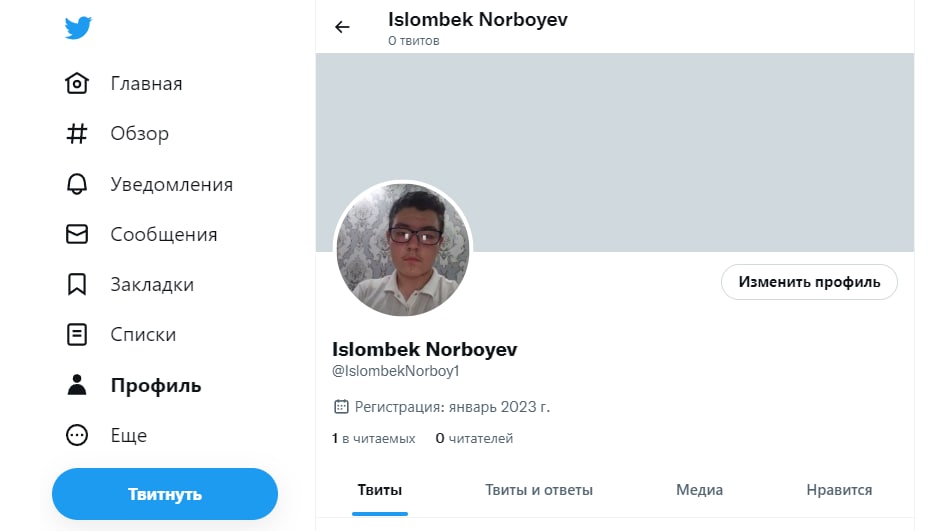 Islombek Norboyev
0 твитов
Главная
Обзор
Уведомления
Сообщения
Закладки
Списки
Профиль
Еще
Твитнуть
Изменить профиль
Islombek Norboyev
@IslombekNorboy1
Регистрация: январь 2023 г.
1 в читаемых 0 читателей
Твиты Твиты и ответы Медиа Нравится